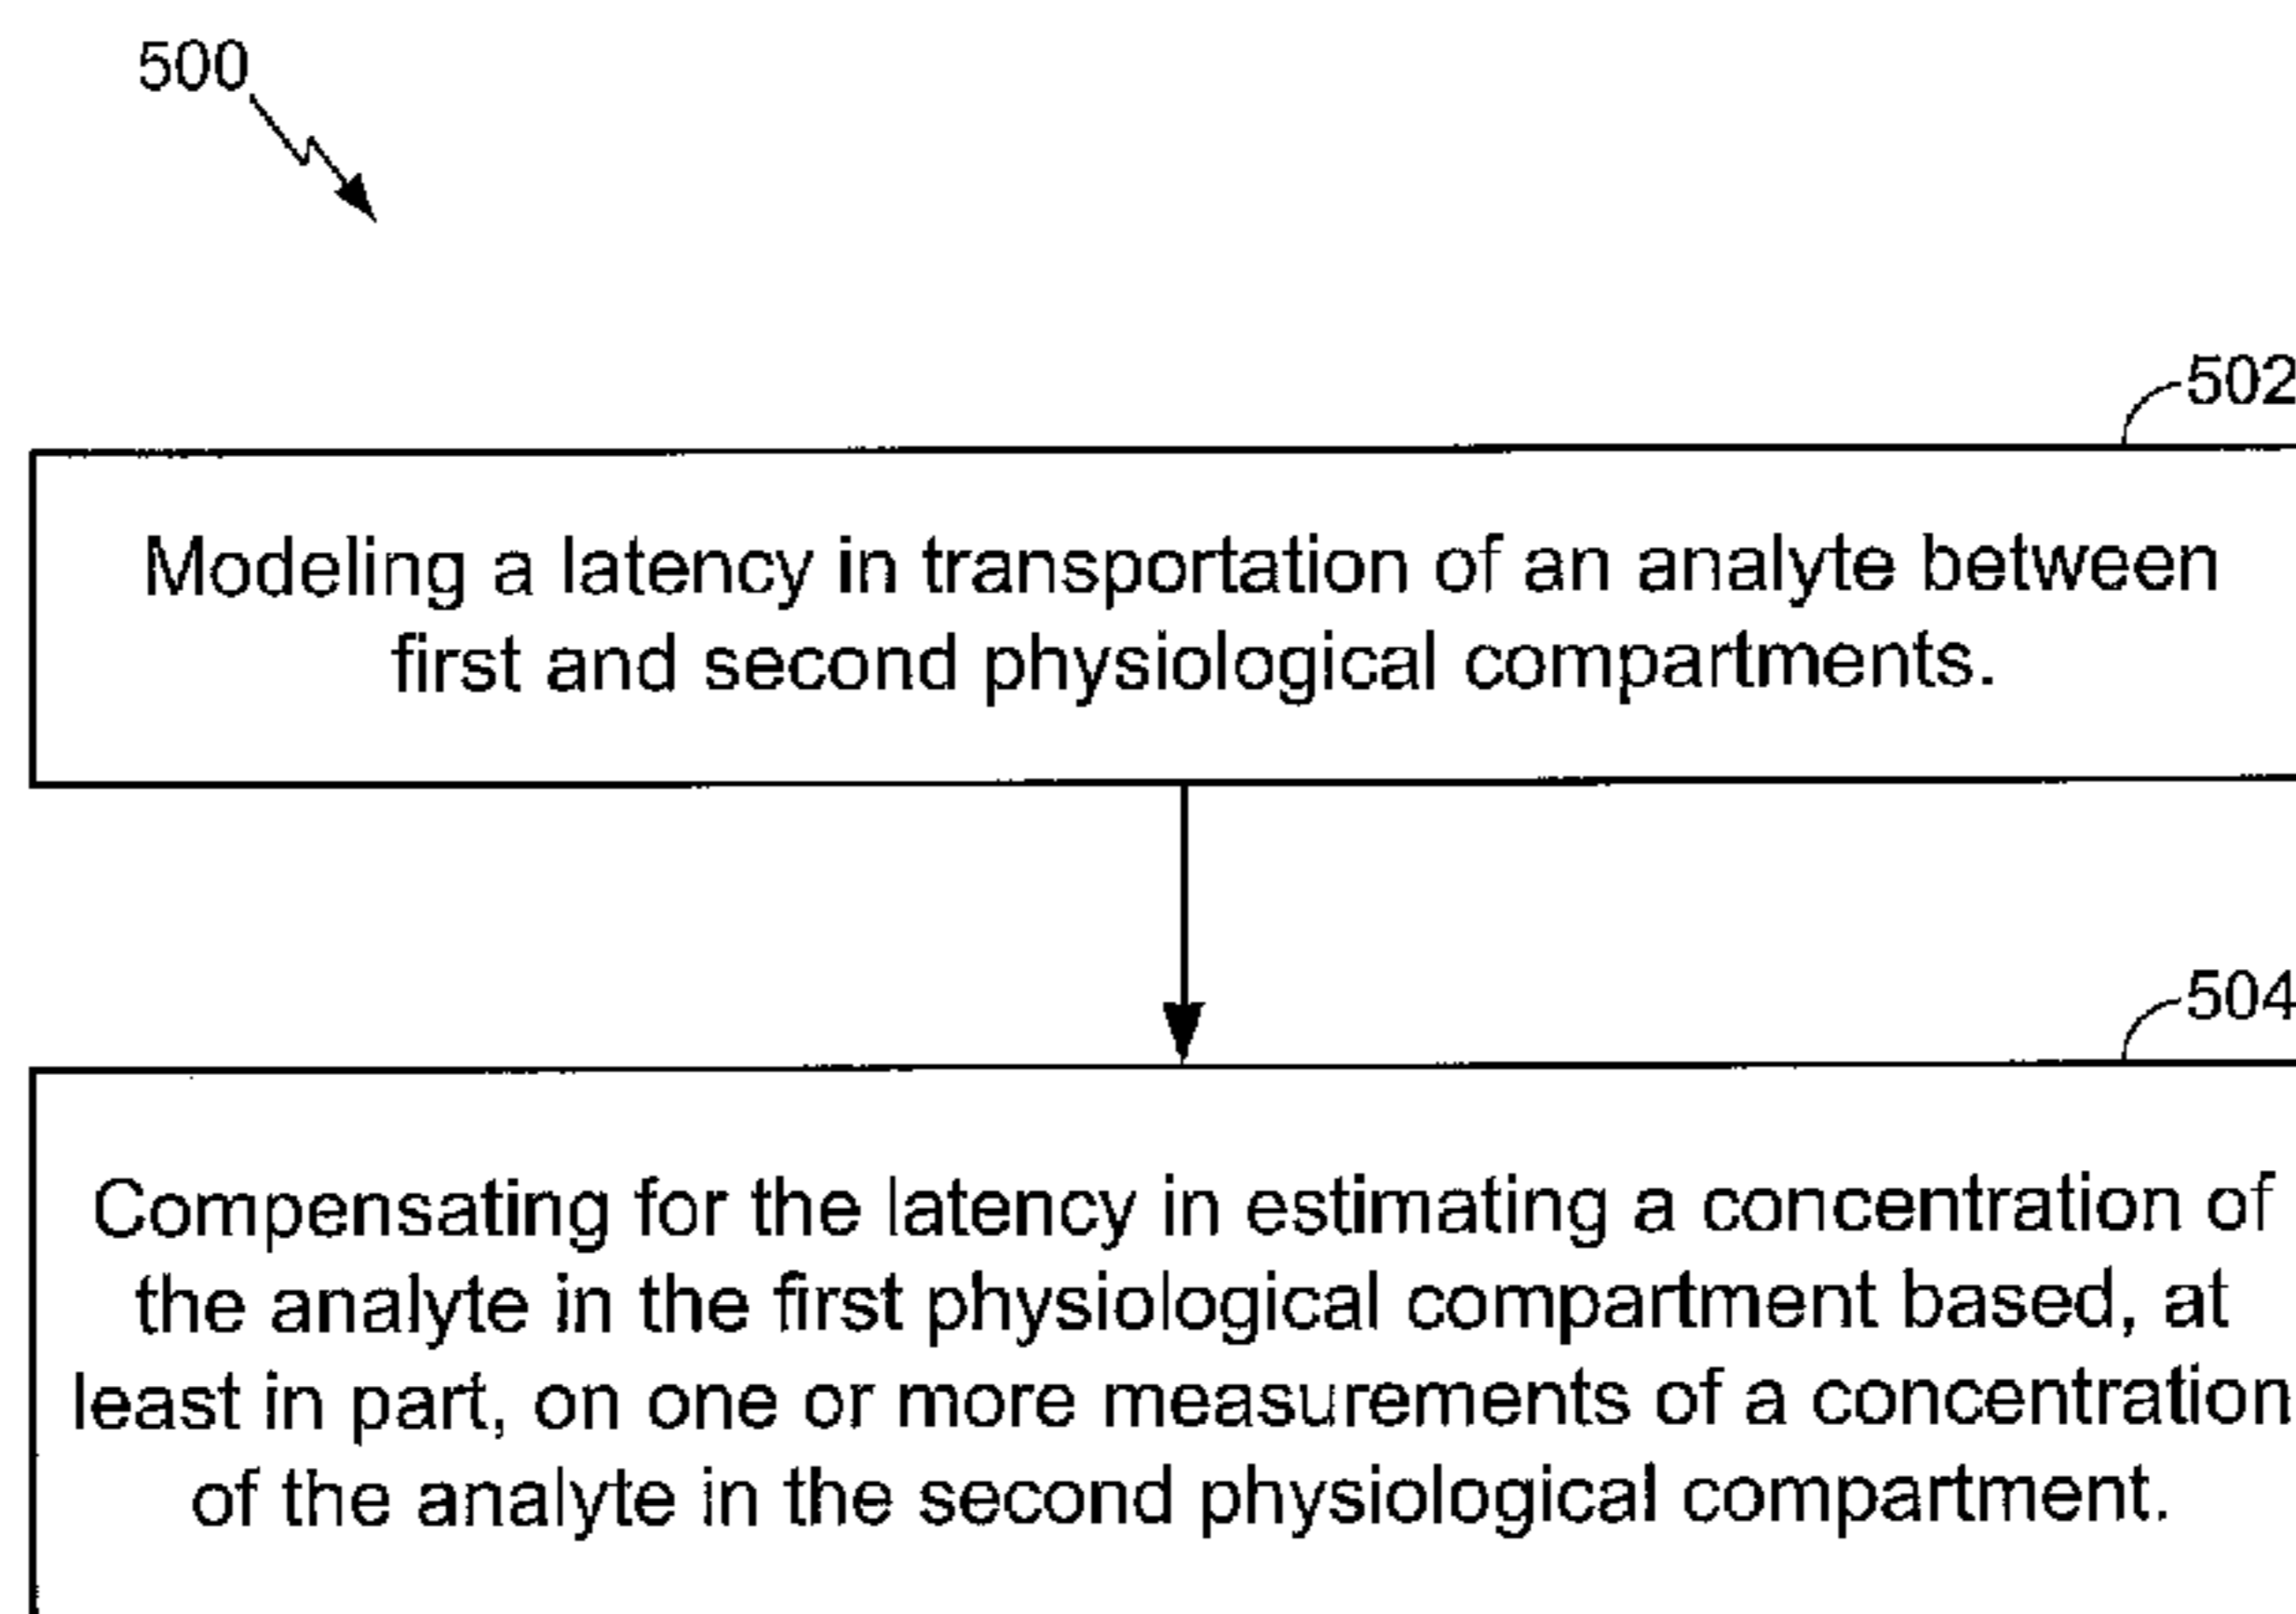 500
502
Modeling a latency in transportation of an analyte between
first and second physiological compartments.
504
Compensating for the latency in estimating a concentration of
the analyte in the first physiological compartment based, at
least in part, on one or more measurements of a concentration
of the analyte in the second physiological compartment.